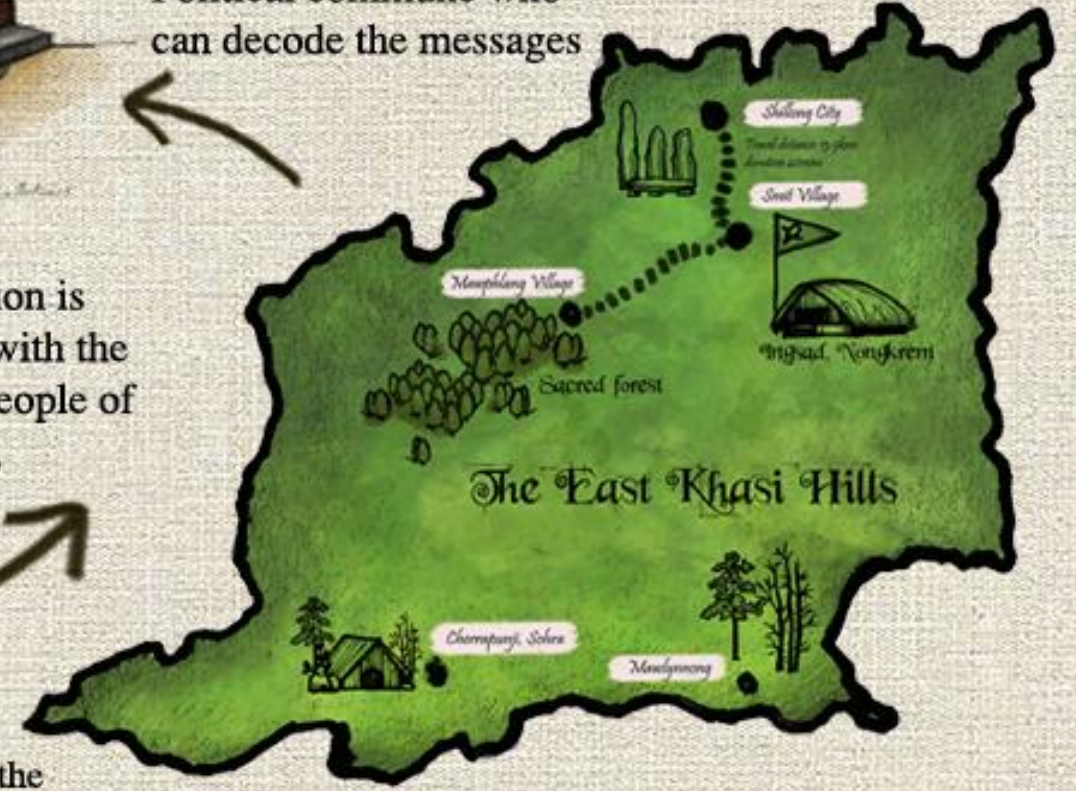 can decode the messages
Shillong City
Smit Village
Mawphlang Village
ion is
with the
eople of
Ingsad, Nongkrem
Sacred forest
The East Khasi Hills
Cherrapunji, Sohra
Mawlynnong
the